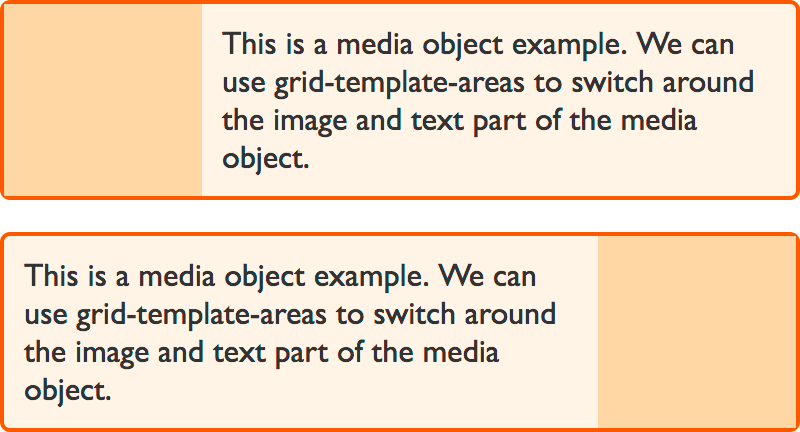 This is a media object example. We can
use grid-template-areas to switch around
the image and text part of the media
object.
This is a media object example. We can
use grid-template-areas to switch around
the image and text part of the media
object.